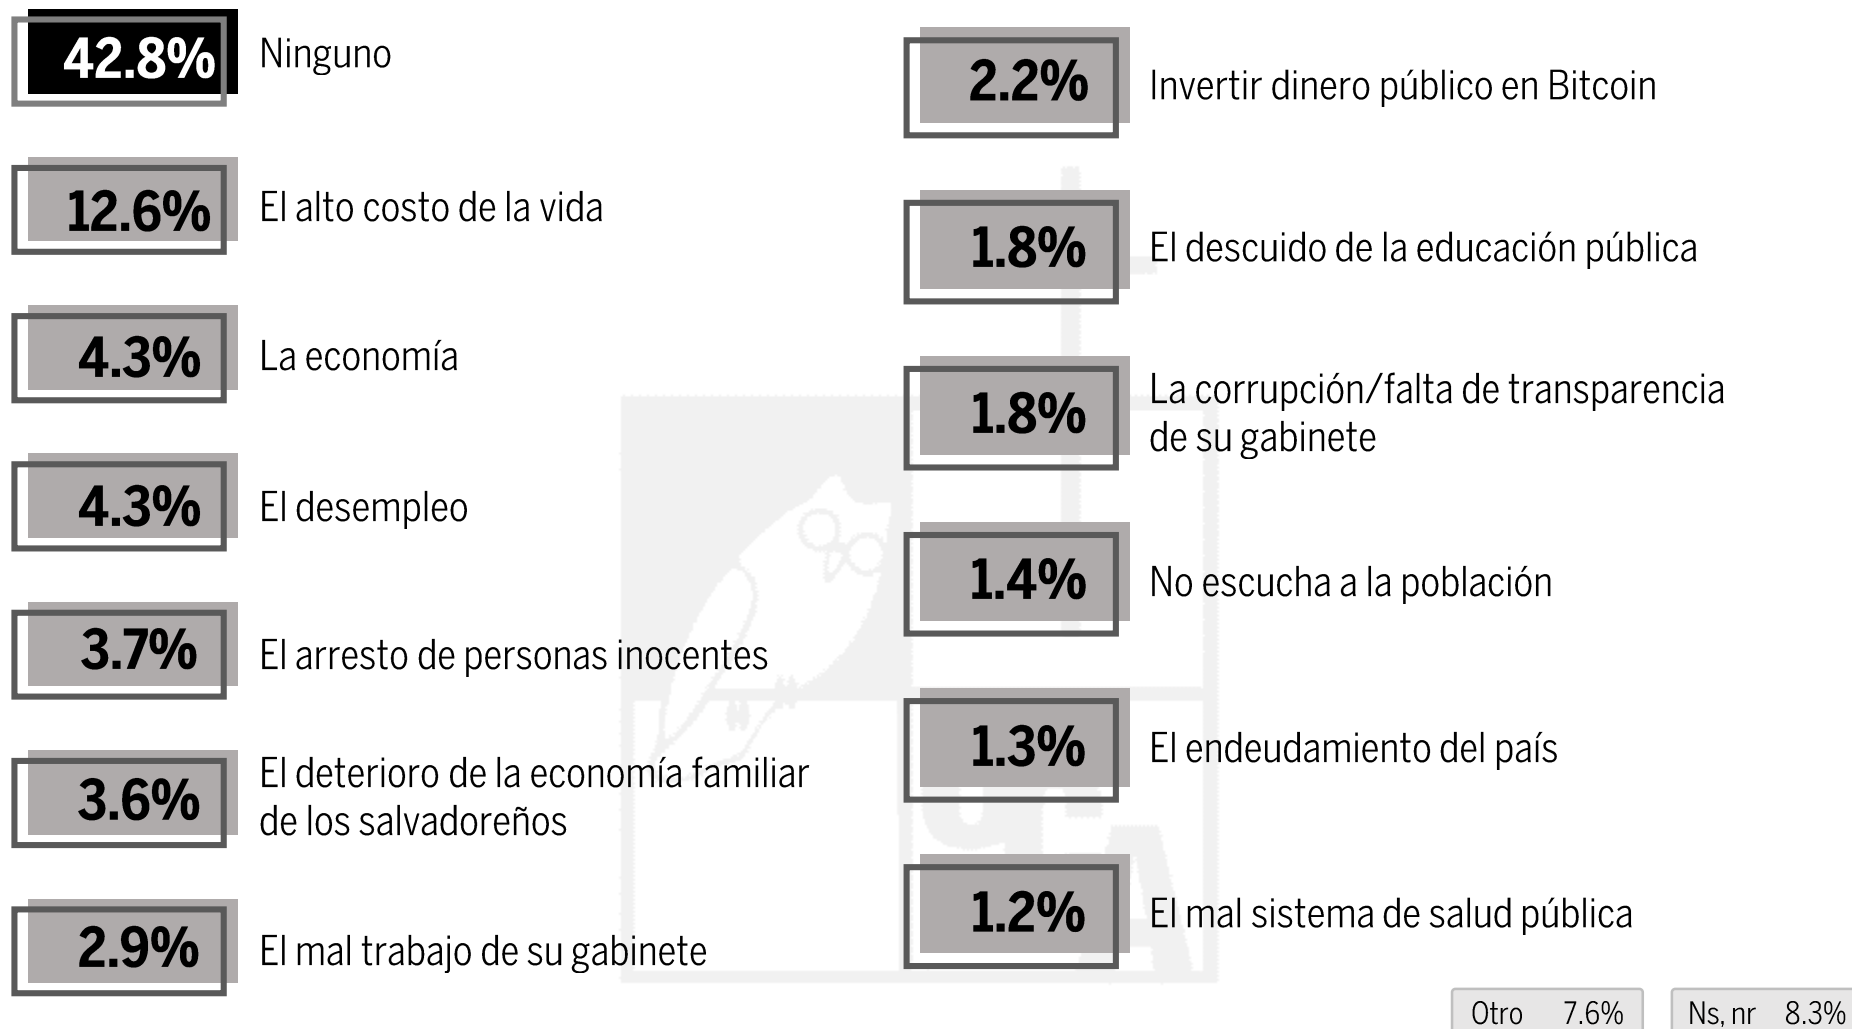 42.8% Ninguno
12.6% El alto costo de la vida
4.3% La economía
4.3% El desempleo
3.7% El arresto de personas inocentes
3.6% El deterioro de la economía familiar
de los salvadoreños
2.9% El mal trabajo de su gabinete
2.2% Invertir dinero público en Bitcoin
1.8% El descuido de la educación pública
1.8% La corrupción/falta de transparencia
de su gabinete
1.4% No escucha a la población
1.3% El endeudamiento del país
1.2% El mal sistema de salud pública
Otro 7.6%
Ns, nr 8.3%
UCA